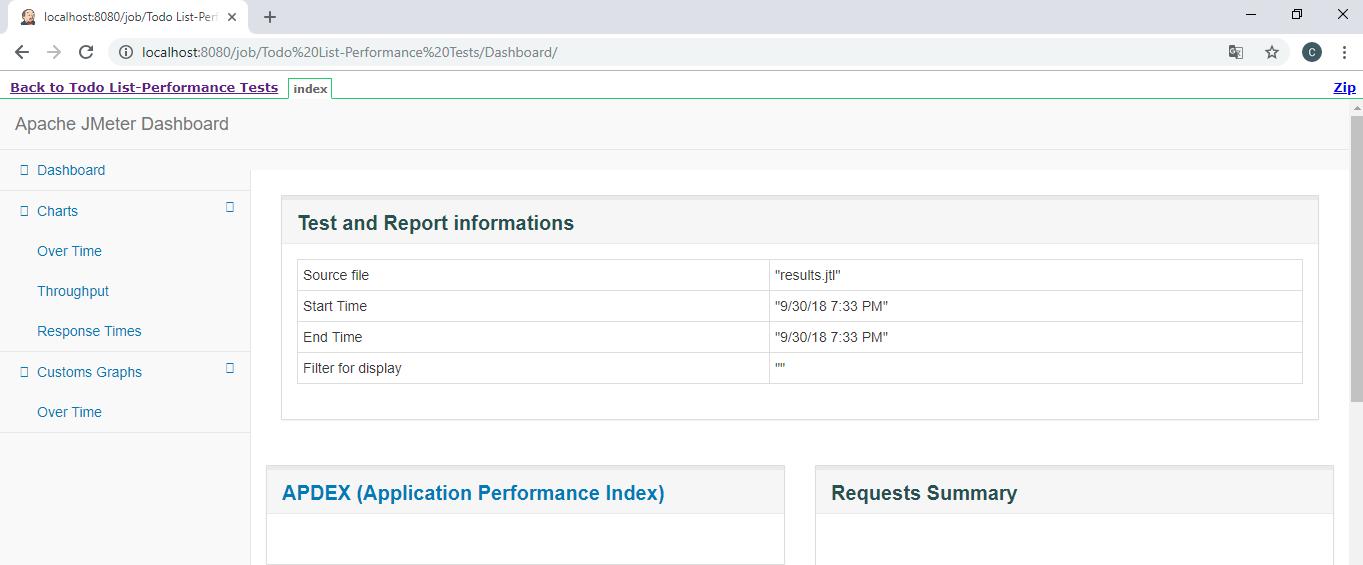 localhost:8080/job/Todo List-Per
localhost:8080/job/Todo%20List-Performance%20Tests/Dashboard/
C
Back to Todo List-Performance Tests
index
Zip
Apache JMeter Dashboard
Dashboard
Charts
Over Time
Throughput
Response Times
Customs Graphs
Over Time
Test and Report informations
Source file "results.jtl"
Start Time "9/30/18 7:33 PM"
End Time "9/30/18 7:33 PM"
Filter for display ""
APDEX (Application Performance Index)
Requests Summary